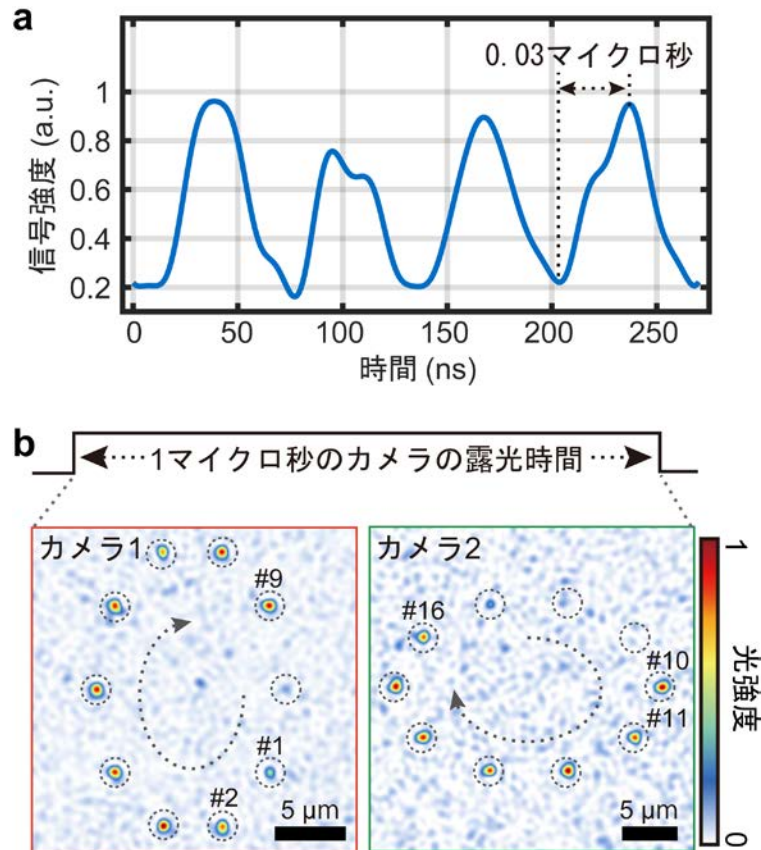 a
0.03マイクロ秒
信号強度 (a.u.)
1
0.8
0.6
0.4
0.2
0 50 100 150 200 250
時間 (ns)
b
1マイクロ秒のカメラの露光時間
カメラ1
#9
#1
#2
5 μm
カメラ2
#16
#10
#11
5 μm
1
光強度
0